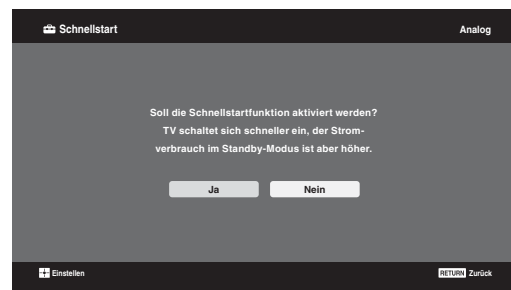 Schnellstart
Analog
Soll die Schnellstartfunktion aktiviert werden?
TV schaltet sich schneller ein, der Strom-
verbrauch im Standby-Modus ist aber höher.
Ja
Nein
Einstellen
RETURN Zurück